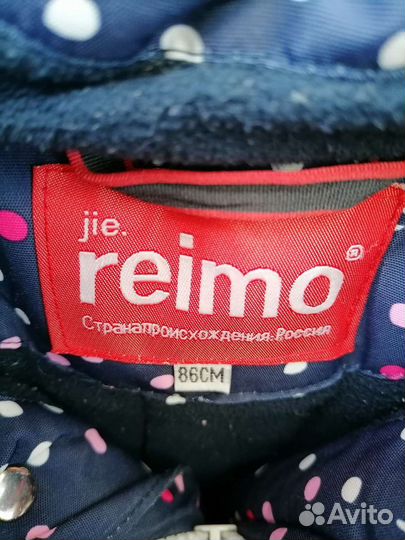 jie.
reimo®
Странапроисхождения:Россия
86CM
Avito